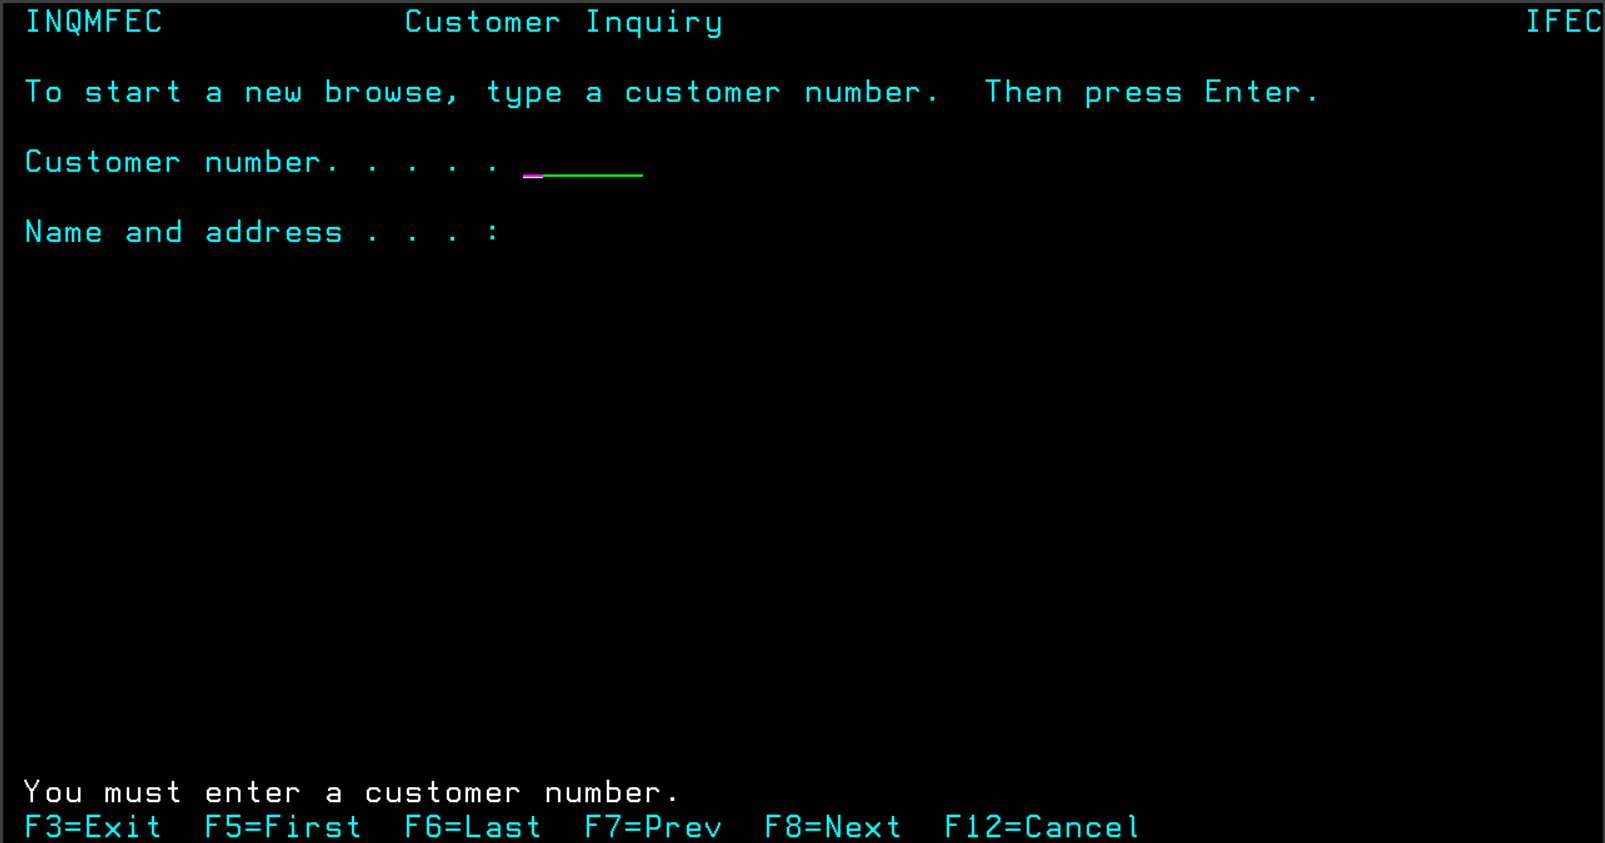 INQMFEC Customer Inquiry IFEC
To start a new browse, type a customer number. Then press Enter.
Customer number. . . . .
Name and address . . . :
You must enter a customer number.
F3=Exit F5=First F6=Last F7=Prev F8=Next F12=Cancel